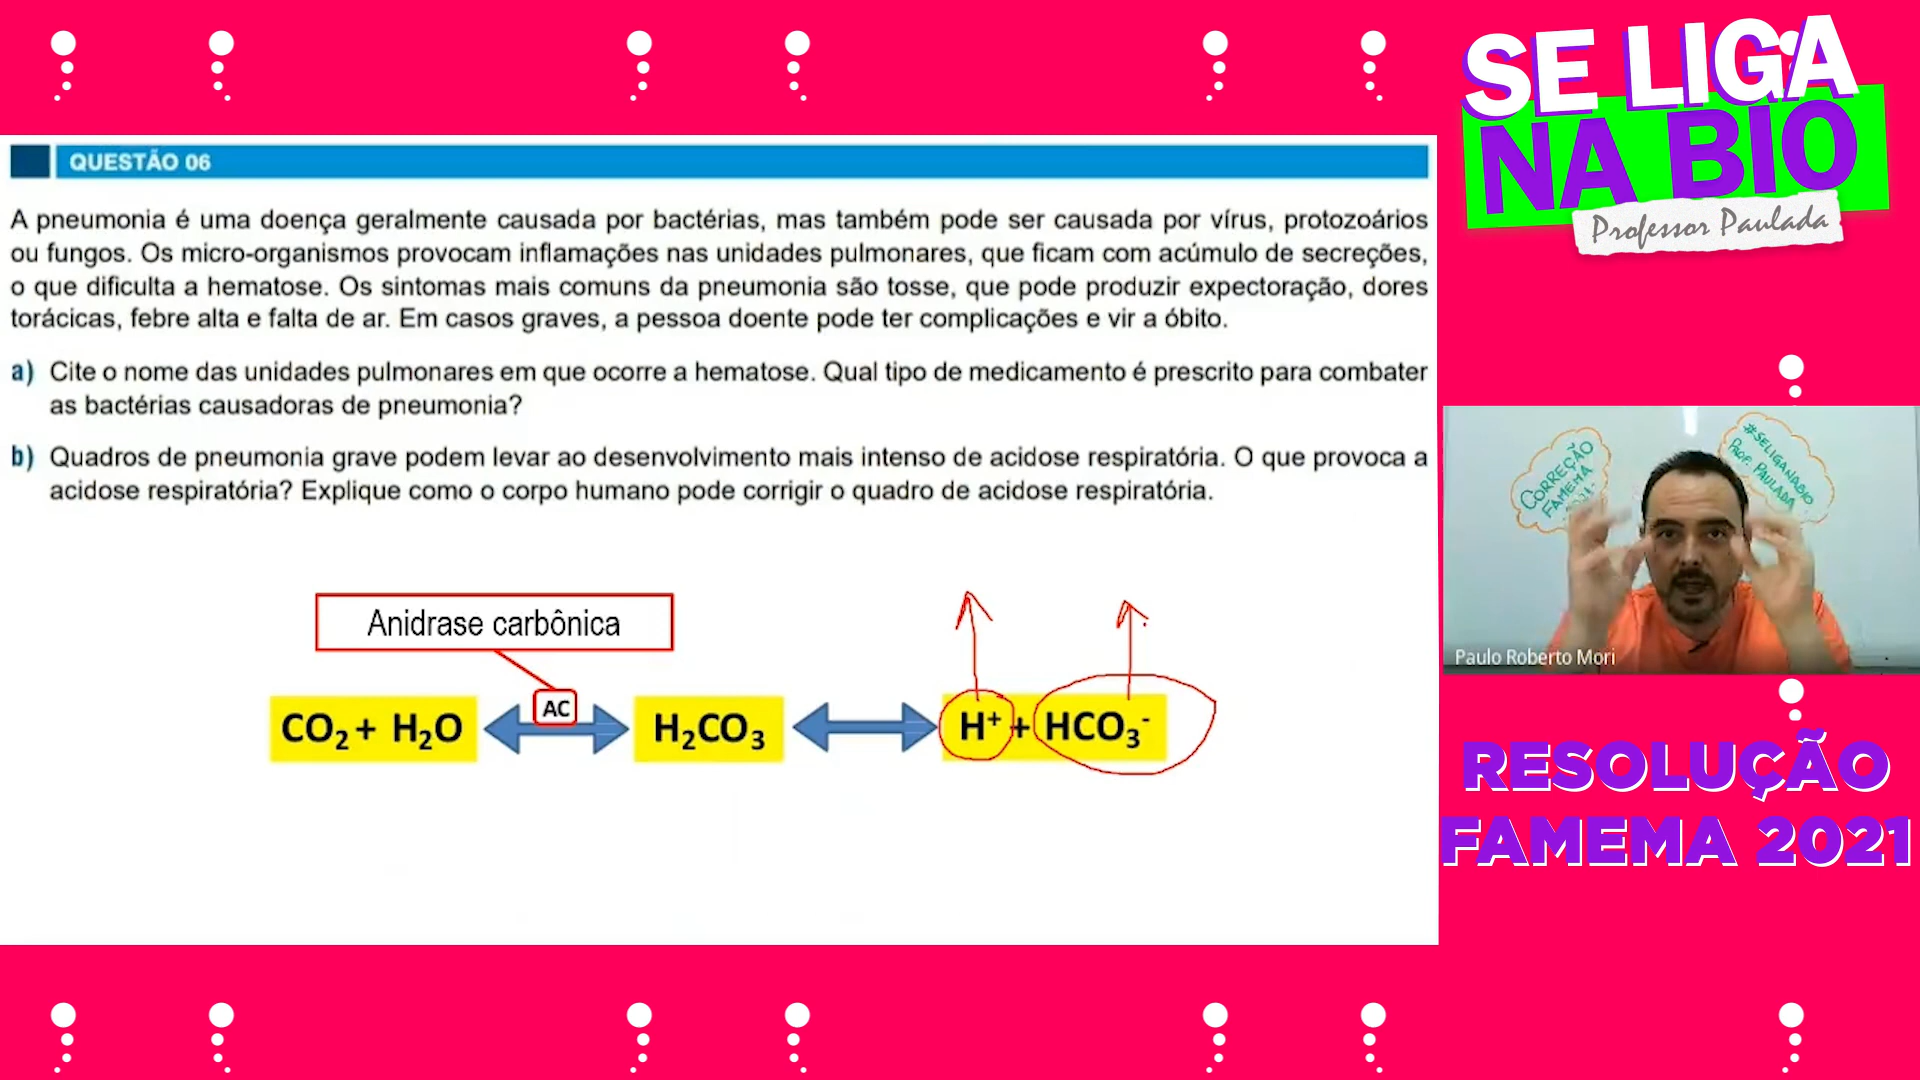 QUESTÃO 06
A pneumonia é uma doença geralmente causada por bactérias, mas também pode ser causada por vírus, protozoários
ou fungos. Os micro-organismos provocam inflamações nas unidades pulmonares, que ficam com acúmulo de secreções,
o que dificulta a hematose. Os sintomas mais comuns da pneumonia são tosse, que pode produzir expectoração, dores
torácicas, febre alta e falta de ar. Em casos graves, a pessoa doente pode ter complicações e vir a óbito.
a) Cite o nome das unidades pulmonares em que ocorre a hematose. Qual tipo de medicamento é prescrito para combater
as bactérias causadoras de pneumonia?
b) Quadros de pneumonia grave podem levar ao desenvolvimento mais intenso de acidose respiratória. O que provoca a
acidose respiratória? Explique como o corpo humano pode corrigir o quadro de acidose respiratória.
Anidrase carbônica
AC
CO₂ + H₂O
H₂CO₃
H⁺ + HCO₃⁻
SE LIGA
NA BIO
Professor Paulada
CORREÇÃO
FAMEMA
#SELIGANABIO
PROF. PAULADA
Paulo Roberto Mori
RESOLUÇÃO
FAMEMA 2021